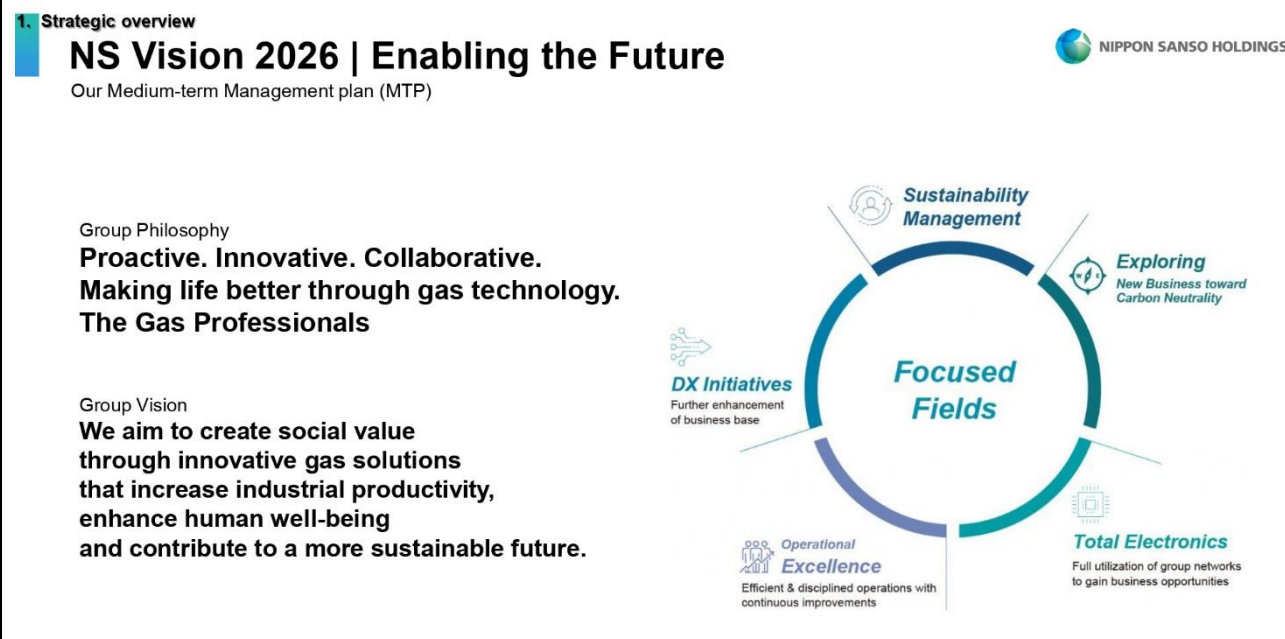 1. Strategic overview
NS Vision 2026 | Enabling the Future
Our Medium-term Management plan (MTP)
NIPPON SANSO HOLDINGS
Group Philosophy
Proactive. Innovative. Collaborative.
Making life better through gas technology.
The Gas Professionals
Group Vision
We aim to create social value
through innovative gas solutions
that increase industrial productivity,
enhance human well-being
and contribute to a more sustainable future.
Focused
Fields
Sustainability
Management
Exploring
New Business toward
Carbon Neutrality
W E
Total Electronics
Full utilization of group networks
to gain business opportunities
Operational
Excellence
Efficient & disciplined operations with
continuous improvements
DX Initiatives
Further enhancement
of business base